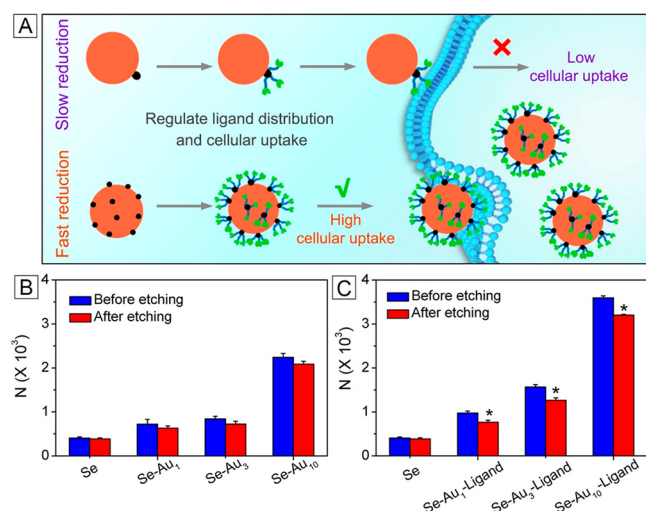 A
Slow reduction
Low
cellular uptake
Regulate ligand distribution
and cellular uptake
Fast reduction
High
cellular uptake
B
Before etching
After etching
N (X 10³)
4
3
2
1
0
Se
Se-Au₁
Se-Au₃
Se-Au₁₀
C
Before etching
After etching
N (X 10³)
4
3
2
1
0
*
*
*
Se
Se-Au₁-Ligand
Se-Au₃-Ligand
Se-Au₁₀-Ligand